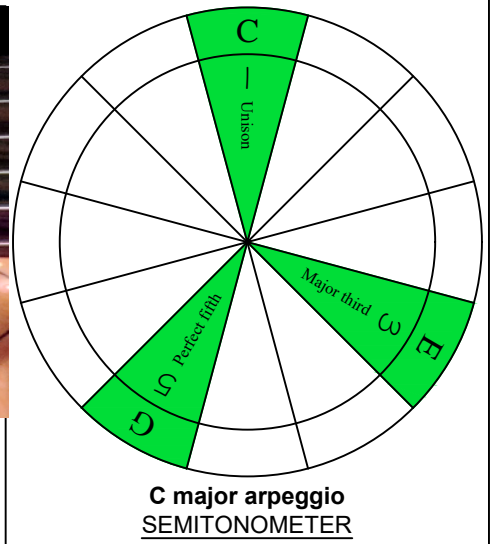 C
1 Unison
Major third 3
E
Perfect fifth
5
G
C major arpeggio
SEMITONOMETER